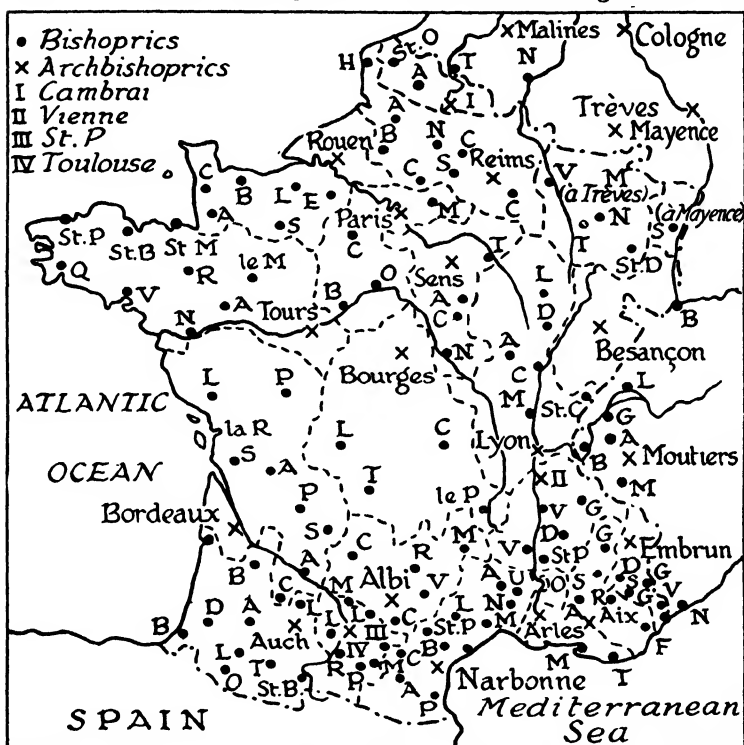 • Bishoprics
× Archbishoprics
I Cambrai
II Vienne
III St. P
IV Toulouse
Malines
Cologne
H St.O T N
A I
Trèves
Mayence
A
Rouen B N C
S Reims V M
(à Trèves)
C B C M C N S (à Mayence)
A L E Paris
S C T T St.D
St.P St.B St M
Q R le M O L
Sens
V A B A
Tours C D B
N N A Besançon
Bourges C
L P M St.C L
ATLANTIC
G
la R L C Lyon A
S B Moutiers
OCEAN A T II M
le P
P V G
Bordeaux S M D G Embrun
C R V St P
A D
B Albi A U O S S G
C M V R G V
L L L N A Aix N
D A III C St.P M Arles
B Auch IV B F
L T R M M T
O St.B P A Narbonne
P
Mediterranean
SPAIN
Sea